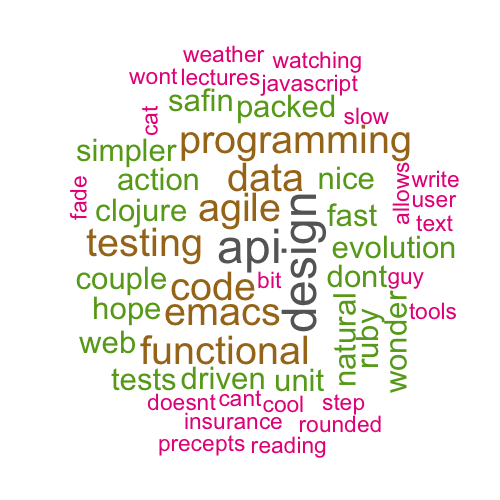 weather
watching
wont
lectures
javascript
safin
packed
slow
cat
programming
simpler
action
data
nice
allows
write
fade
clojure
agile
fast
user
text
testing
api
design
evolution
couple
code
bit
dont
guy
hope
emacs
natural
ruby
wonder
tools
web
functional
tests
driven
unit
doesnt
cant
cool
step
insurance
rounded
precepts
reading